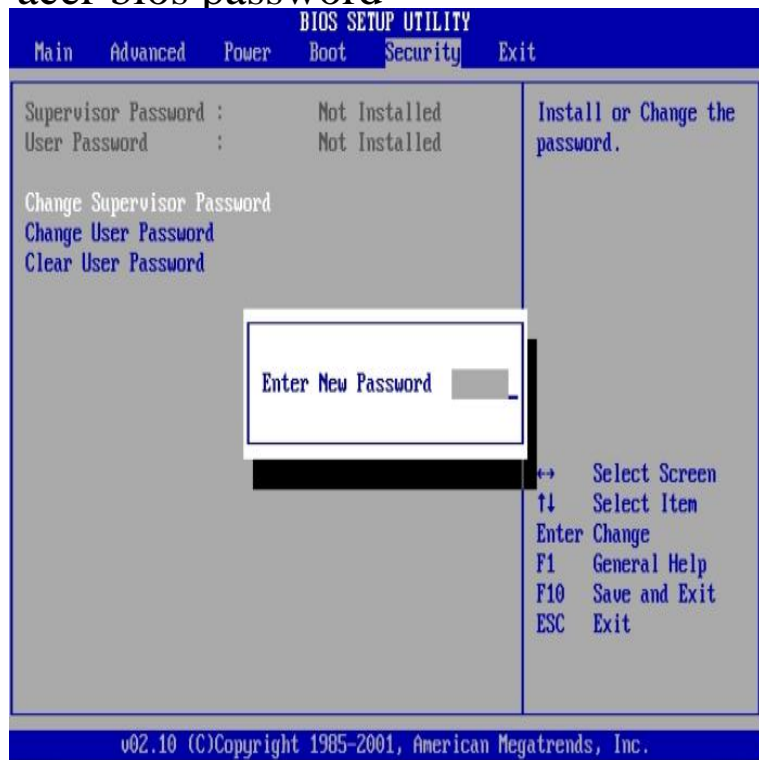 acer bios password
BIOS SETUP UTILITY
Main Advanced Power Boot Security Exit
Supervisor Password : Not Installed
User Password : Not Installed
Change Supervisor Password
Change User Password
Clear User Password
Install or Change the
password.
Enter New Password
↔ Select Screen
↑↓ Select Item
Enter Change
F1 General Help
F10 Save and Exit
ESC Exit
v02.10 (C)Copyright 1985-2001, American Megatrends, Inc.